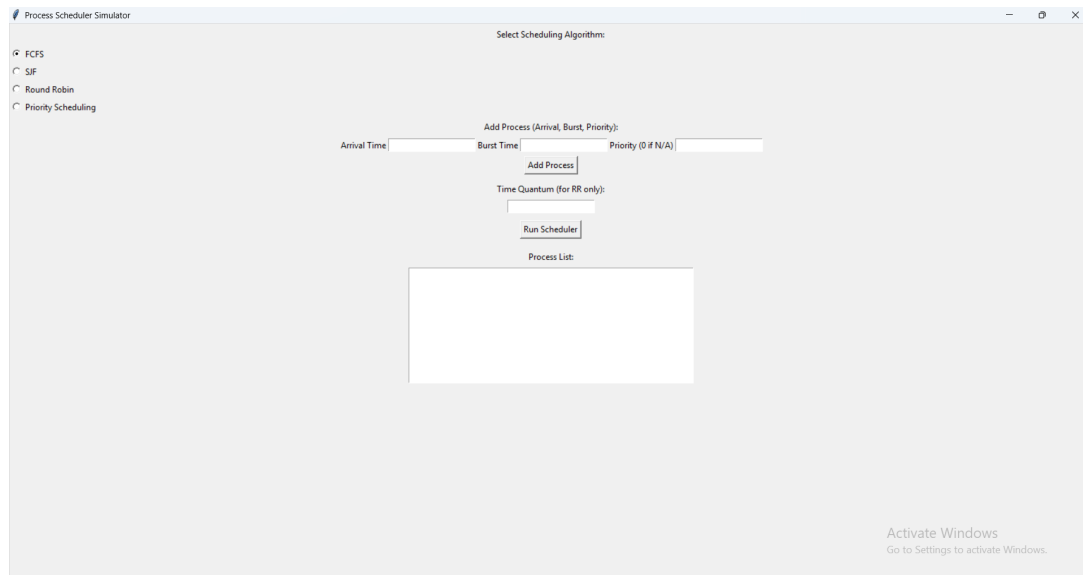 Process Scheduler Simulator
Select Scheduling Algorithm:
FCFS
SJF
Round Robin
Priority Scheduling
Add Process (Arrival, Burst, Priority):
Arrival Time Burst Time Priority (0 if N/A)
Add Process
Time Quantum (for RR only):
Run Scheduler
Process List:
Activate Windows
Go to Settings to activate Windows.